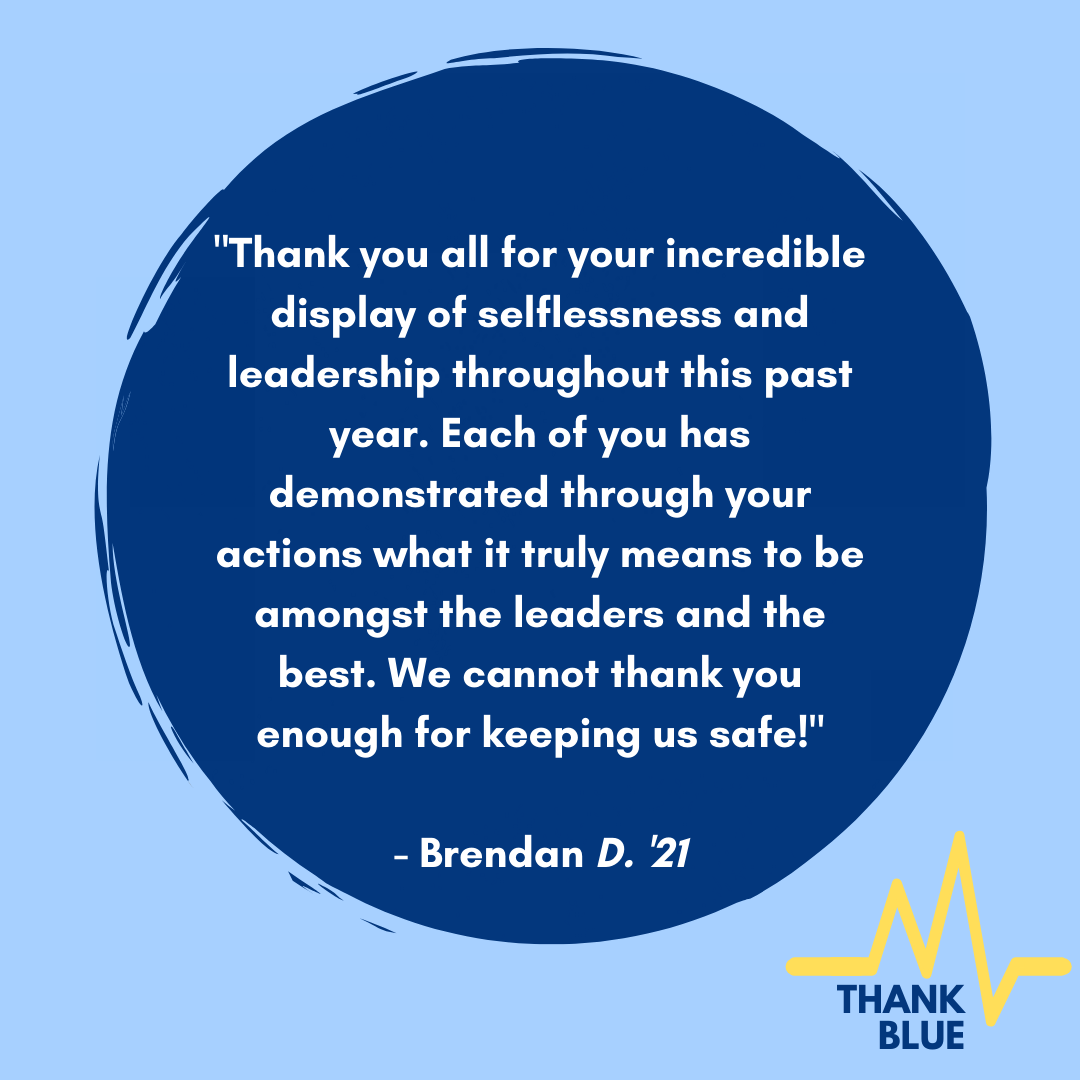 "Thank you all for your incredible
display of selflessness and
leadership throughout this past
year. Each of you has
demonstrated through your
actions what it truly means to be
amongst the leaders and the
best. We cannot thank you
enough for keeping us safe!"
- Brendan D. '21
THANK
BLUE